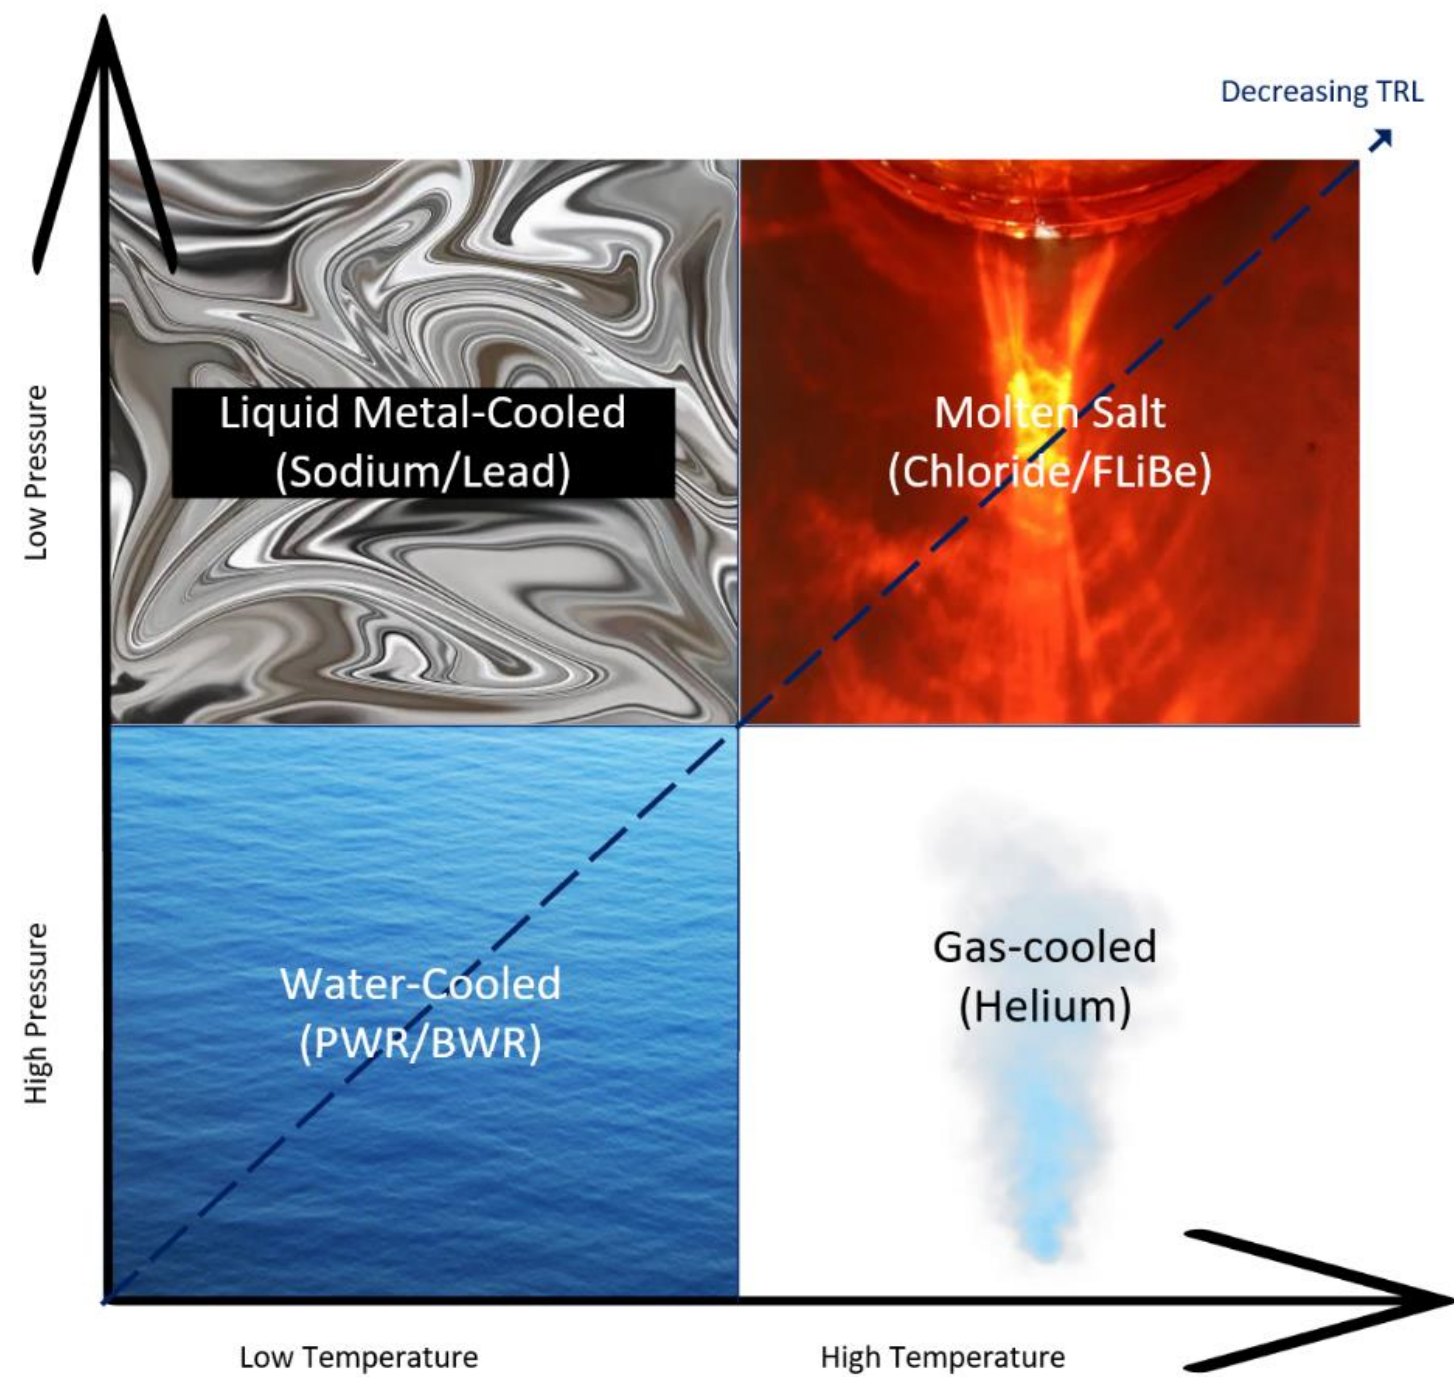 Decreasing TRL
Low Pressure
Liquid Metal-Cooled
(Sodium/Lead)
Molten Salt
(Chloride/FLiBe)
High Pressure
Water-Cooled
(PWR/BWR)
Gas-cooled
(Helium)
Low Temperature
High Temperature